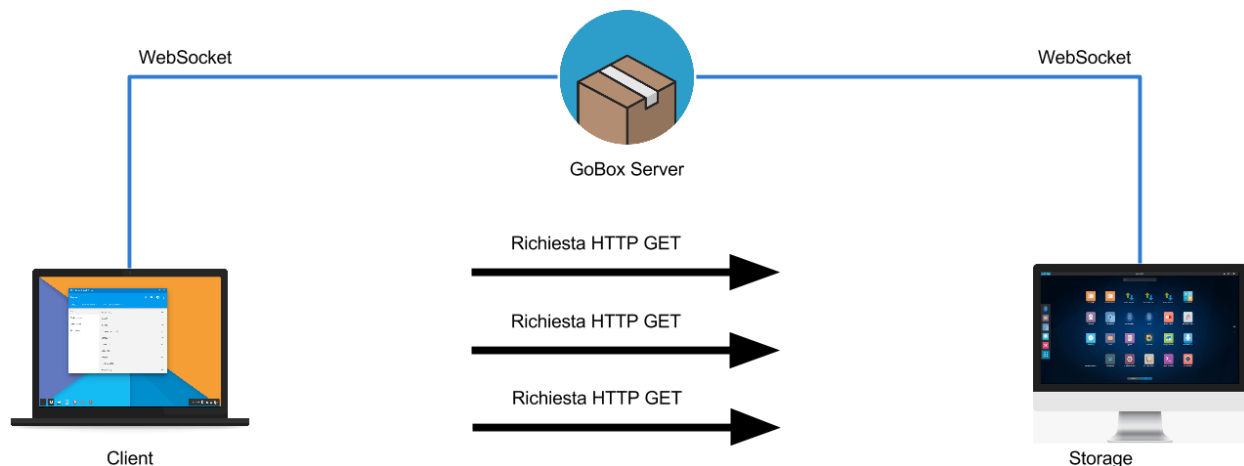 WebSocket
WebSocket
GoBox Server
Richiesta HTTP GET
Richiesta HTTP GET
Richiesta HTTP GET
Client
Storage